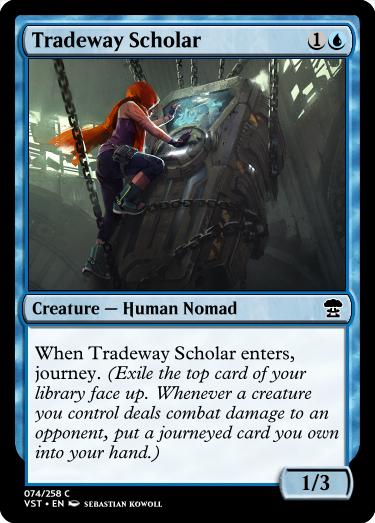 Tradeway Scholar 1
Creature — Human Nomad
When Tradeway Scholar enters,
journey. (Exile the top card of your
library face up. Whenever a creature
you control deals combat damage to an
opponent, put a journeyed card you own
into your hand.)
1/3
074/258 C
VST • EN SEBASTIAN KOWOLL